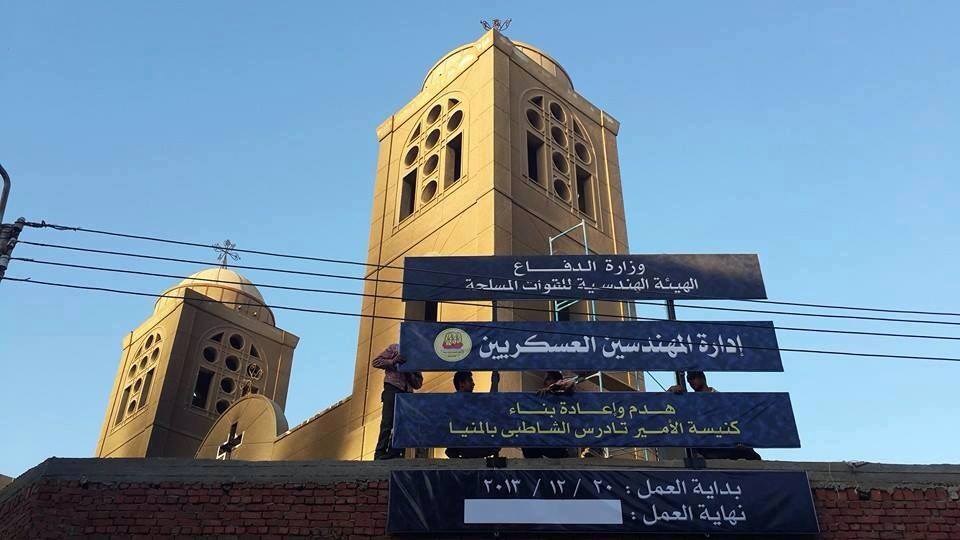 وزارة الدفاع
الهيئة الهندسية للقوات المسلحة
إدارة المهندسين العسكريين
هدم وإعادة بناء
كنيسة الأمير تادرس الشاطبى بالمنيا
بداية العمل : ٢٠ / ١٢ / ٢٠١٣
نهاية العمل :